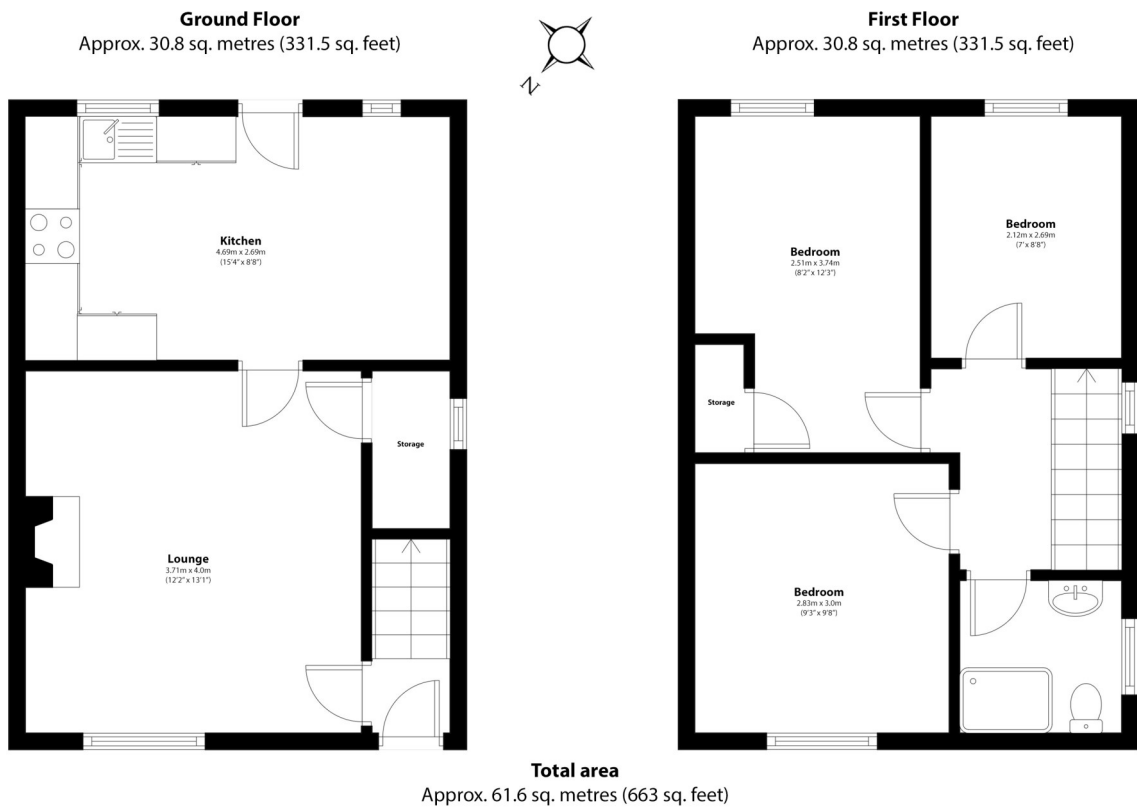 Ground Floor
Approx. 30.8 sq. metres (331.5 sq. feet)
N
First Floor
Approx. 30.8 sq. metres (331.5 sq. feet)
Kitchen
4.69m x 2.69m
(15'4" x 8'8")
Storage
Lounge
3.71m x 4.0m
(12'2" x 13'1")
Bedroom
2.51m x 3.74m
(8'2" x 12'3")
Bedroom
2.12m x 2.69m
(7' x 8'8")
Storage
Bedroom
2.83m x 3.0m
(9'3" x 9'8")
Total area
Approx. 61.6 sq. metres (663 sq. feet)